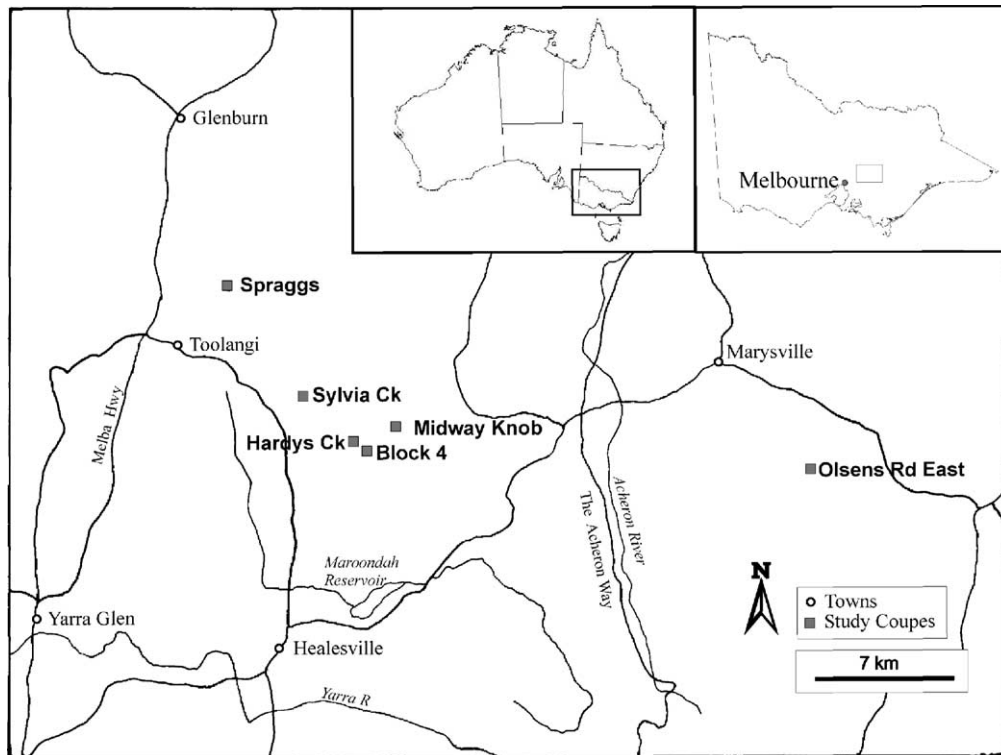 Glenburn
Melbourne
Spraggs
Toolangi
Marysville
Melba Hwy
Sylvia Ck
Midway Knob
Hardys Ck
Block 4
Olsens Rd East
Acheron River
The Acheron Way
Maroondah
Reservoir
N
Towns
Study Coupes
Yarra Glen
Healesville
7 km
Yarra R